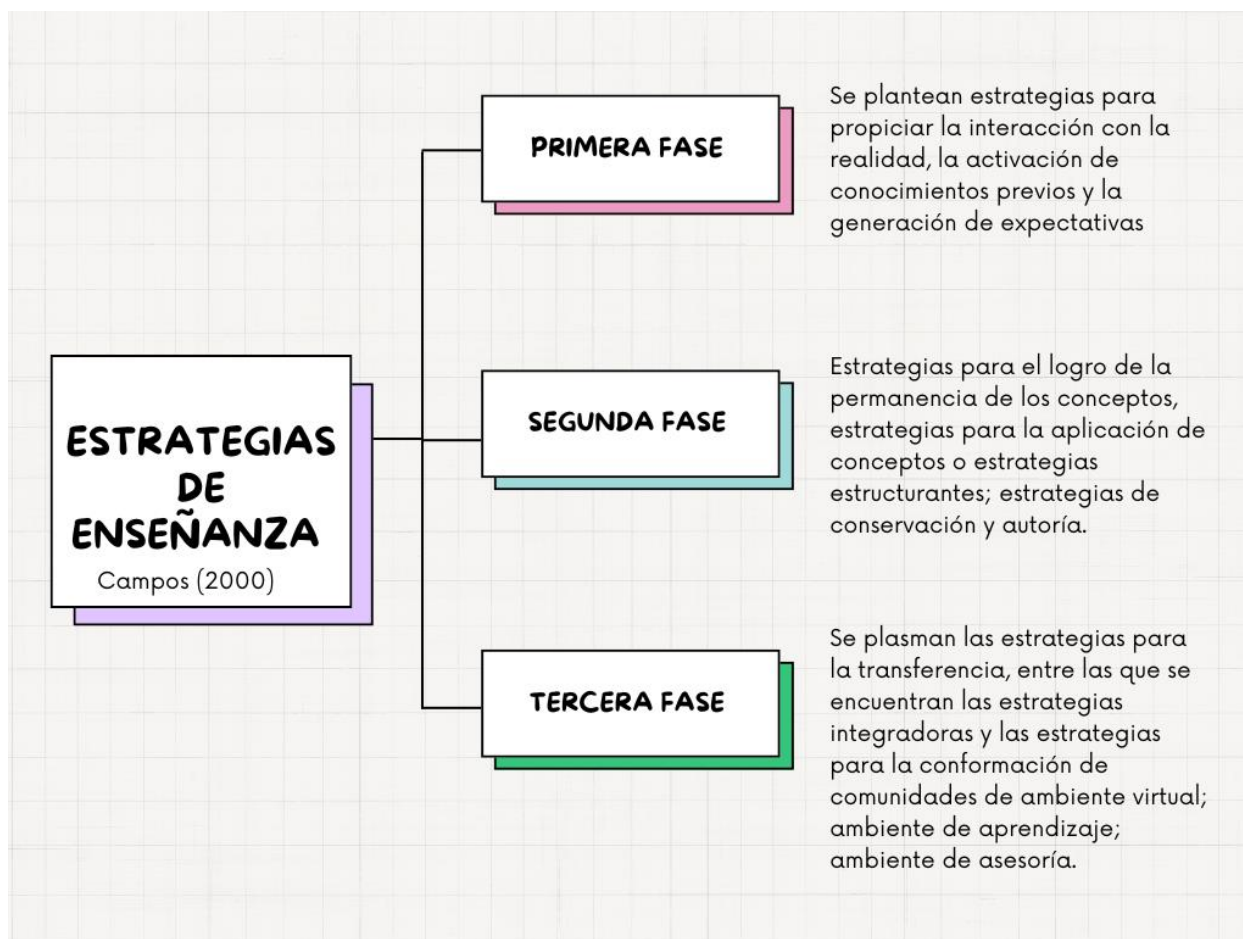 PRIMERA FASE
Se plantean estrategias para
propiciar la interacción con la
realidad, la activación de
conocimientos previos y la
generación de expectativas
ESTRATEGIAS
DE
ENSEÑANZA
Campos (2000)
SEGUNDA FASE
Estrategias para el logro de la
permanencia de los conceptos,
estrategias para la aplicación de
conceptos o estrategias
estructurantes; estrategias de
conservación y autoría.
TERCERA FASE
Se plasman las estrategias para
la transferencia, entre las que se
encuentran las estrategias
integradoras y las estrategias
para la conformación de
comunidades de ambiente virtual;
ambiente de aprendizaje;
ambiente de asesoría.